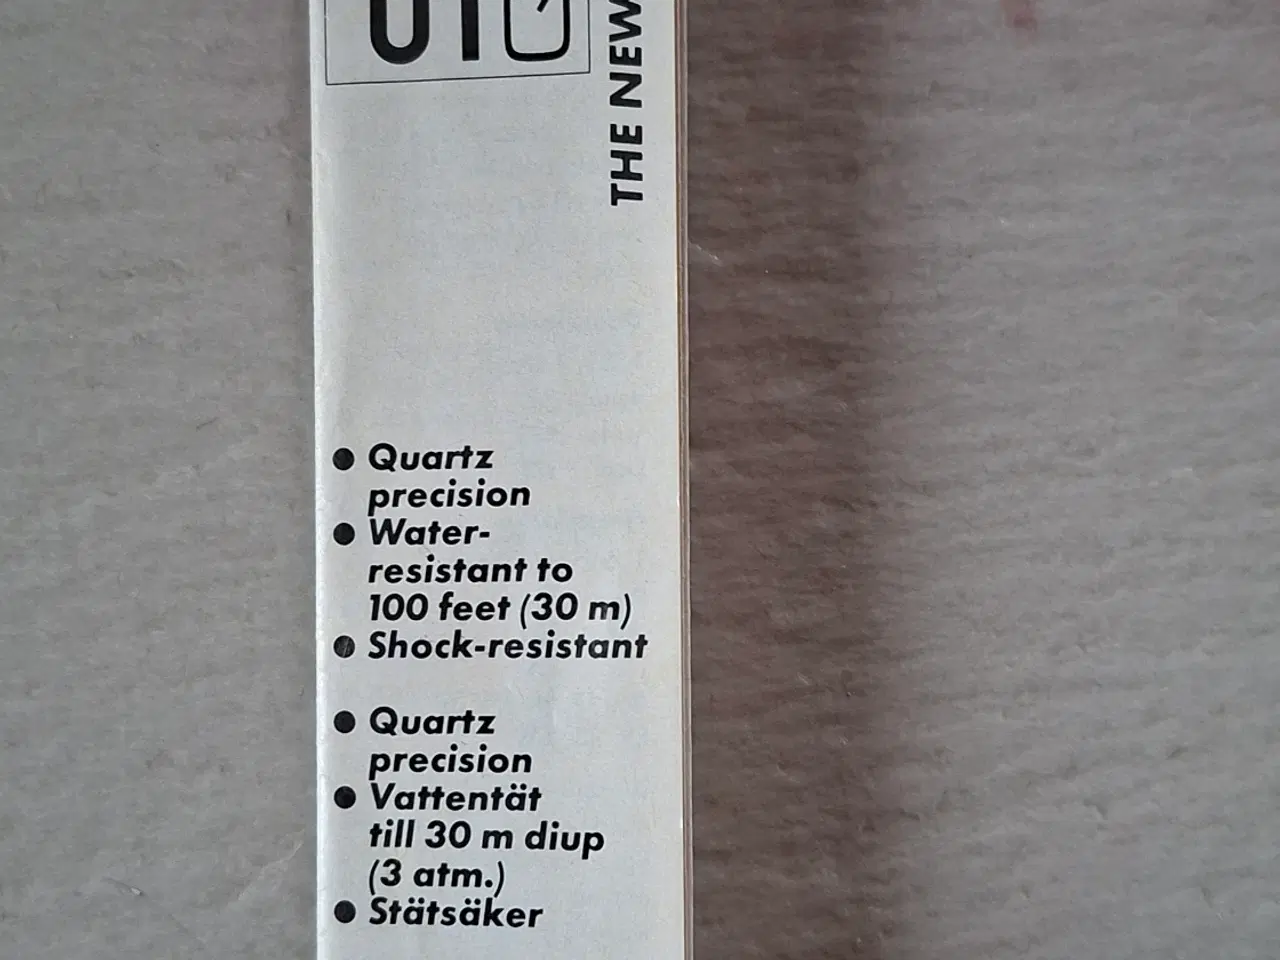 THE NEW
● Quartz
precision
● Water-
resistant to
100 feet (30 m)
● Shock-resistant
● Quartz
precision
● Vattentät
till 30 m diup
(3 atm.)
● Stätsäker